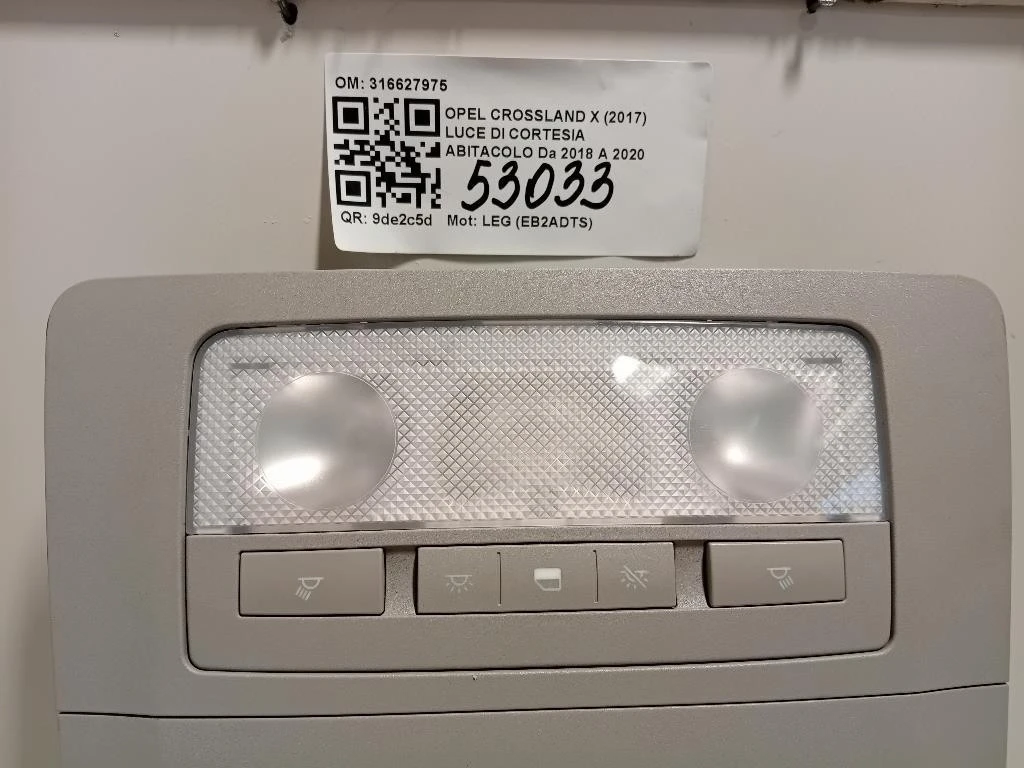 OM: 316627975
OPEL CROSSLAND X (2017)
LUCE DI CORTESIA
ABITACOLO Da 2018 A 2020
53033
QR: 9de2c5d Mot: LEG (EB2ADTS)